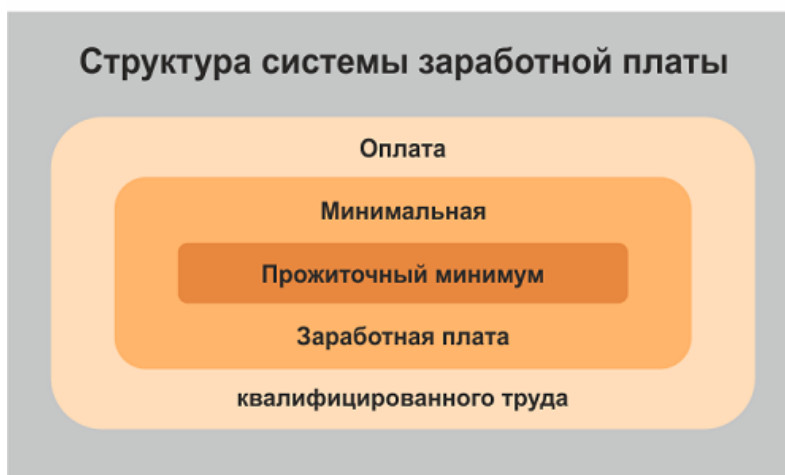 Структура системы заработной платы
Оплата
Минимальная
Прожиточный минимум
Заработная плата
квалифицированного труда